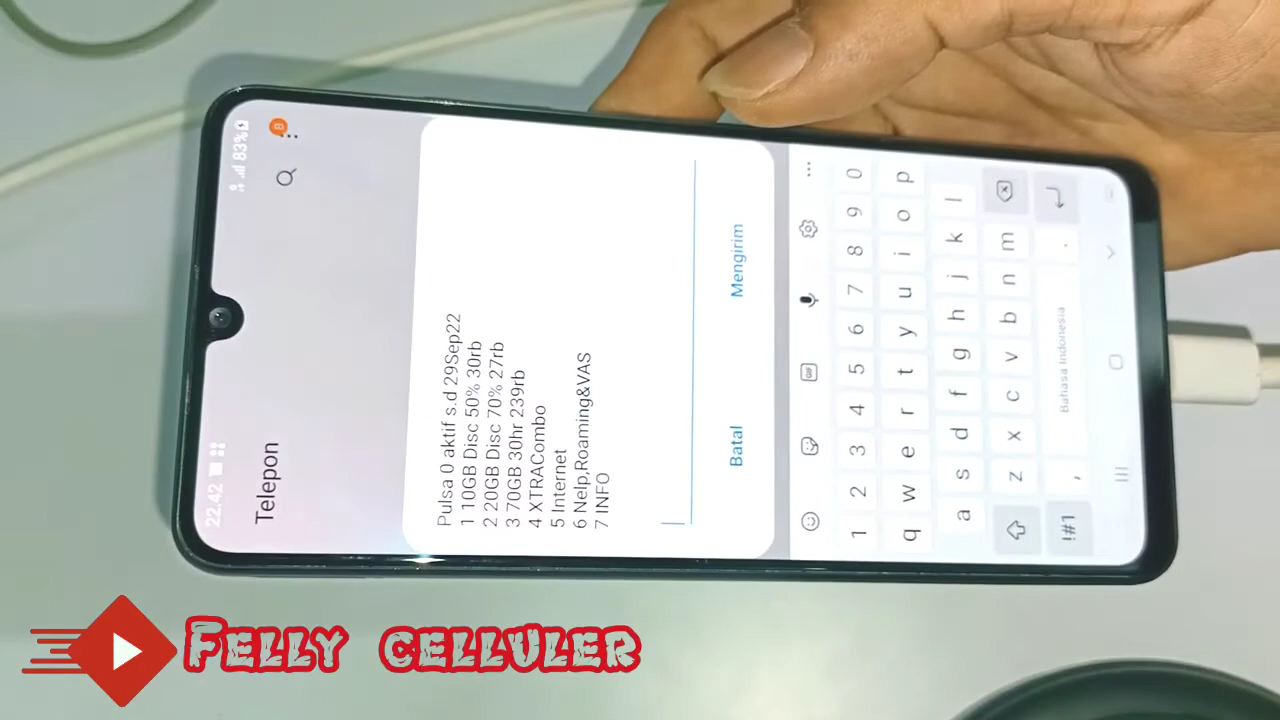 22.42
83%
Telepon
B
Pulsa 0 aktif s.d 29Sep22
1 10GB Disc 50% 30rb
2 20GB Disc 70% 27rb
3 70GB 30hr 239rb
4 XTRACombo
5 Internet
6 Nelp,Roaming&VAS
7 INFO
Batal
Mengirim
GIF
1 2 3 4 5 6 7 8 9 0
q w e r t y u i o p
a s d f g h j k l
z x c v b n m
!#1 , Bahasa Indonesia .
FELLY CELLULER